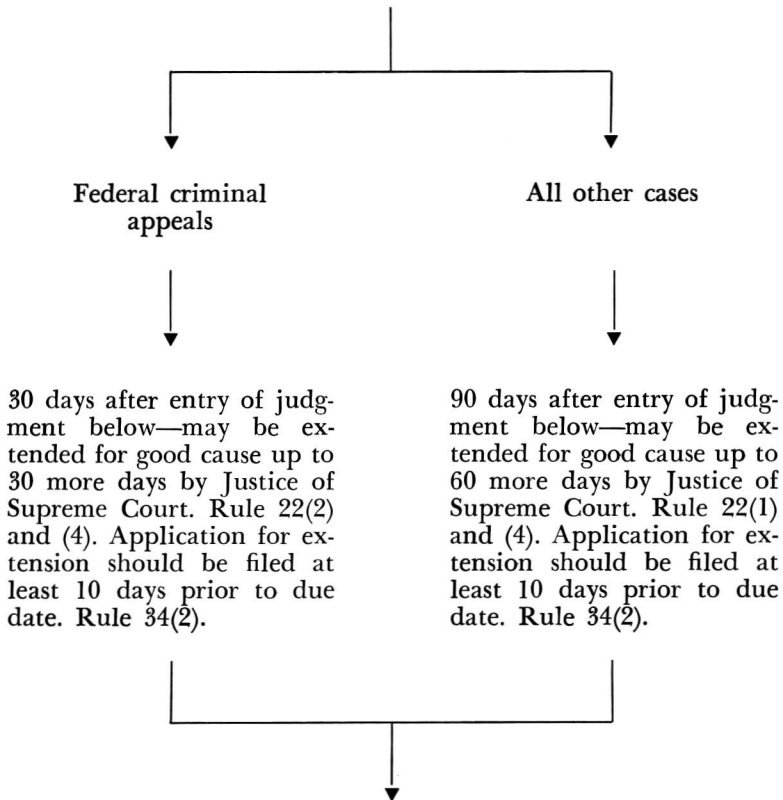 Federal criminal
appeals
All other cases
30 days after entry of judg-
ment below—may be ex-
tended for good cause up to
30 more days by Justice of
Supreme Court. Rule 22(2)
and (4). Application for ex-
tension should be filed at
least 10 days prior to due
date. Rule 34(2).
90 days after entry of judg-
ment below—may be ex-
tended for good cause up to
60 more days by Justice of
Supreme Court. Rule 22(1)
and (4). Application for ex-
tension should be filed at
least 10 days prior to due
date. Rule 34(2).